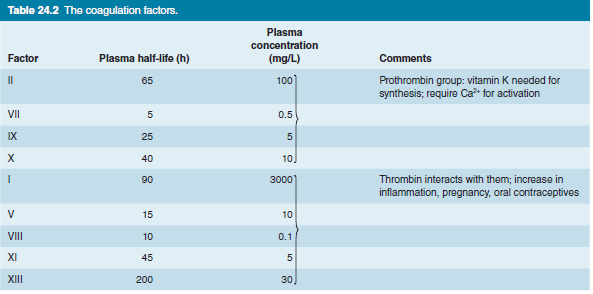 Table 24.2 The coagulation factors.
Plasma
concentration
Factor Plasma half-life (h) (mg/L) Comments
II 65 100 Prothrombin group: vitamin K needed for
synthesis; require Ca²⁺ for activation
VII 5 0.5
IX 25 5
X 40 10
I 90 3000 Thrombin interacts with them; increase in
inflammation, pregnancy, oral contraceptives
V 15 10
VIII 10 0.1
XI 45 5
XIII 200 30